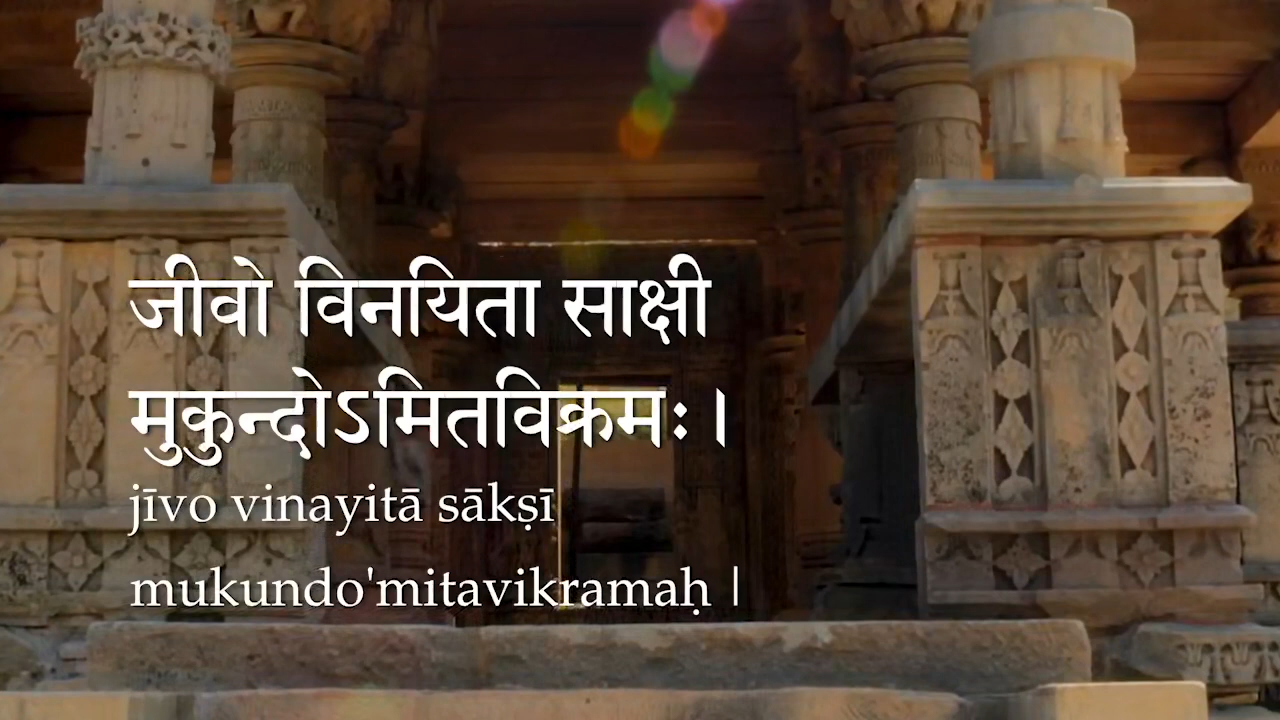 जीवो विनयिता साक्षी
मुकुन्दोऽमितविक्रमः ।
jīvo vinayitā sākṣī
mukundo'mitavikramaḥ |